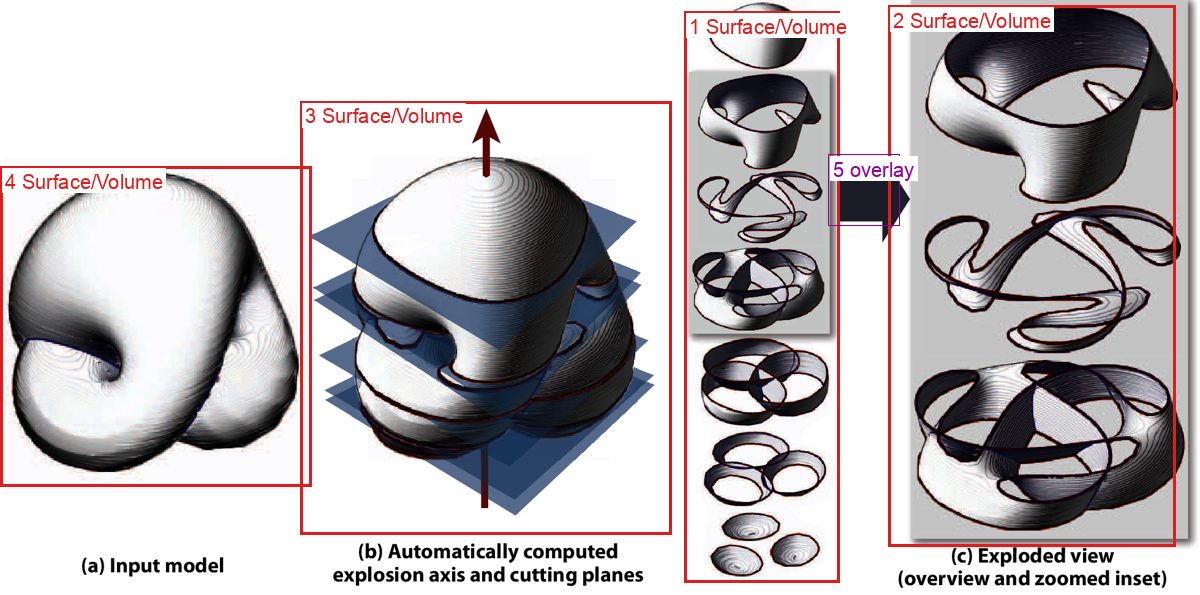 1 Surface/Volume
2 Surface/Volume
3 Surface/Volume
4 Surface/Volume
5 overlay
(a) Input model
(b) Automatically computed
explosion axis and cutting planes
(c) Exploded view
(overview and zoomed inset)